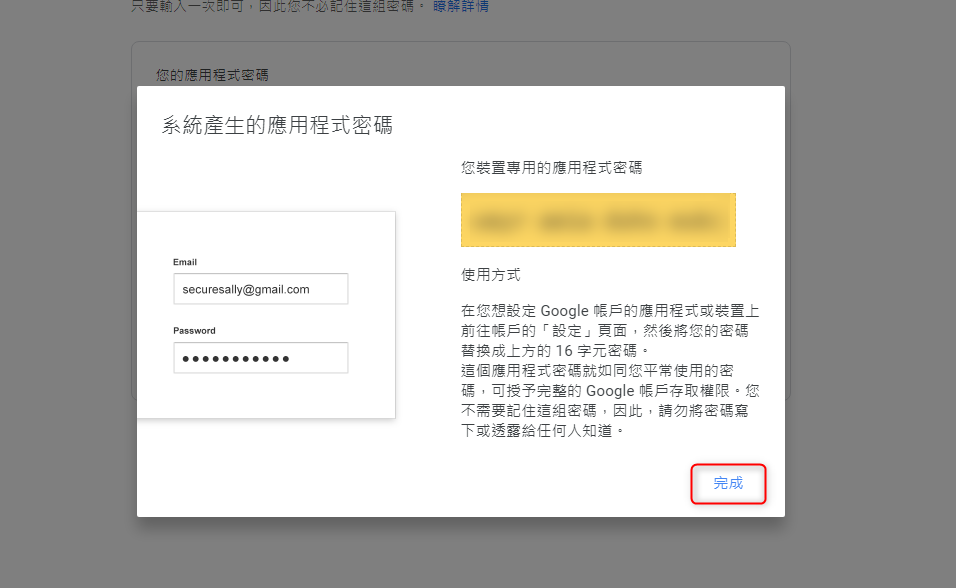 只要輸入一次即可，因此您不必記住這組密碼。 瞭解詳情
您的應用程式密碼
系統產生的應用程式密碼
Email
securesally@gmail.com
Password
您裝置專用的應用程式密碼
使用方式
在您想設定 Google 帳戶的應用程式或裝置上
前往帳戶的「設定」頁面，然後將您的密碼
替換成上方的 16 字元密碼。
這個應用程式密碼就如同您平常使用的密
碼，可授予完整的 Google 帳戶存取權限。您
不需要記住這組密碼，因此，請勿將密碼寫
下或透露給任何人知道。
完成